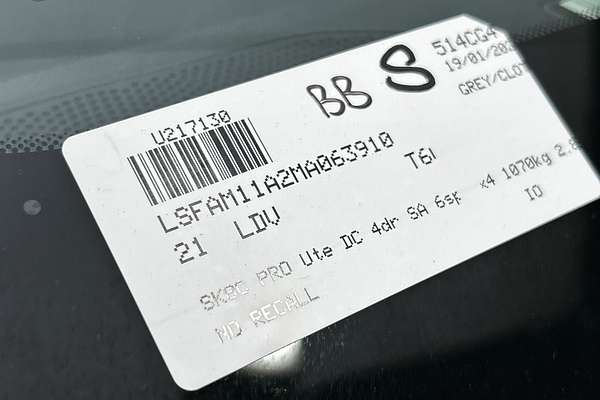 U217130
BB S
514CG4
19/01/202
GREY/CLOT
LSFAM11A2MA063910
21 LDV T6
SK8C PRO Ute DC 4dr SA 6sp x4 1070kg 2.8
NO RECALL IO